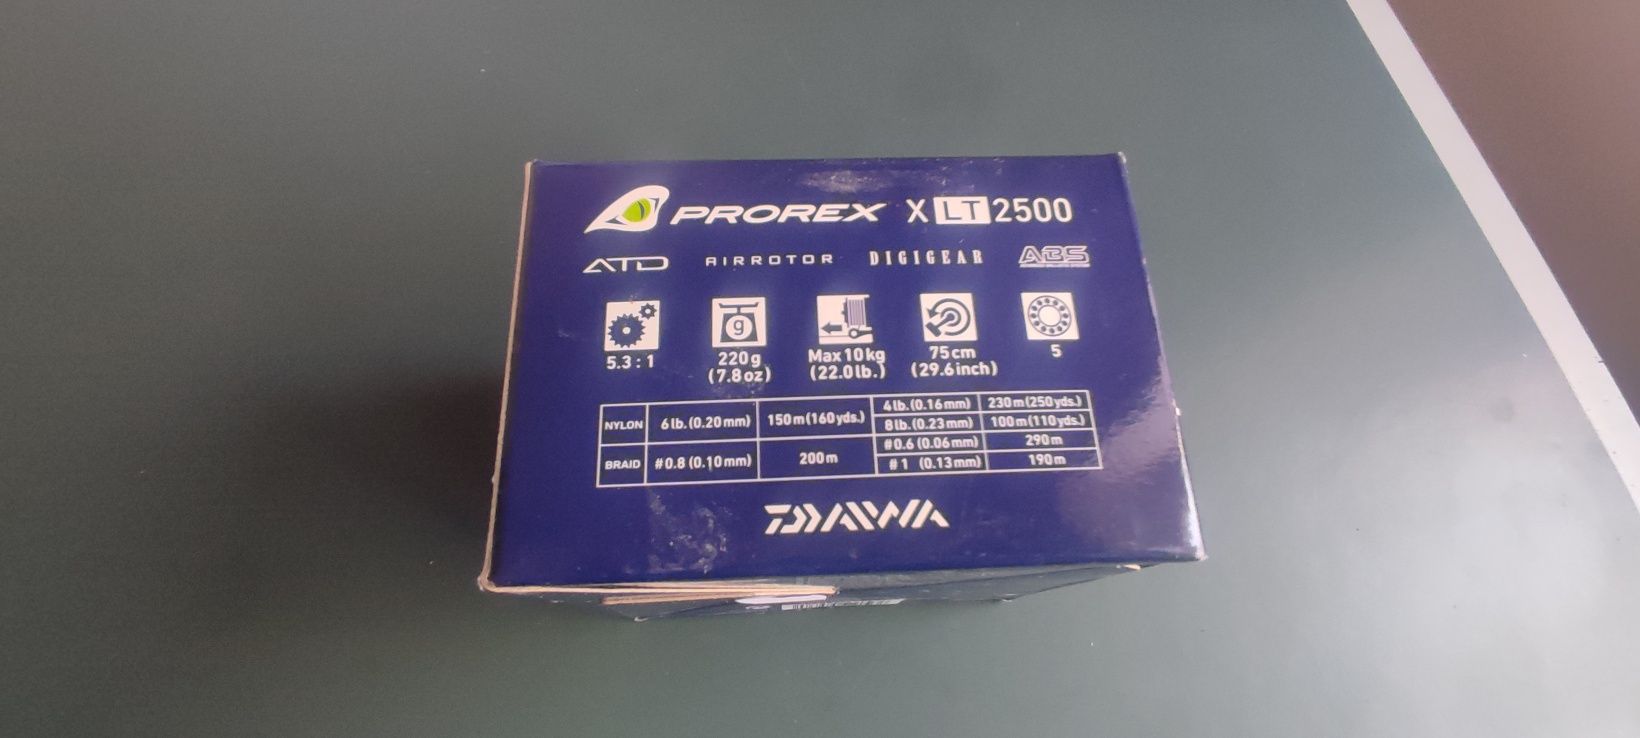 PROREX X LT 2500
ATD AIRROTOR DIGIGEAR ABS
g
5.3 : 1 220g (7.8oz) Max 10kg (22.0lb.) 75cm (29.6inch) 5
NYLON 6lb.(0.20mm) 150m(160yds.) 4lb.(0.16mm) 230m(250yds.)
8lb.(0.23mm) 100m(110yds.)
BRAID #0.8(0.10mm) 200m #0.6(0.06mm) 290m
#1 (0.13mm) 190m
DAIWA